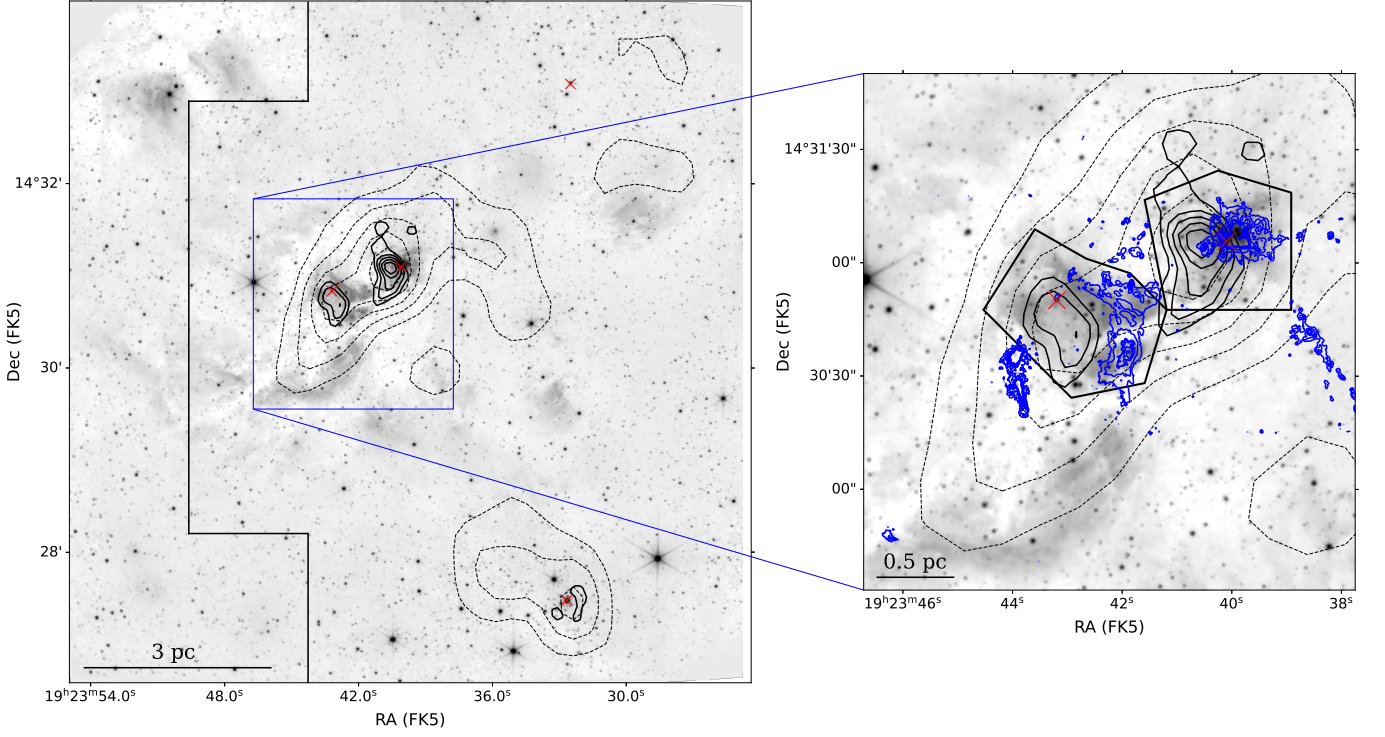 14°32'
30'
28'
Dec (FK5)
3 pc
19ʰ23ᵐ54.0ˢ 48.0ˢ 42.0ˢ 36.0ˢ 30.0ˢ
RA (FK5)
14°31'30"
00"
30'30"
00"
Dec (FK5)
0.5 pc
19ʰ23ᵐ46ˢ 44ˢ 42ˢ 40ˢ 38ˢ
RA (FK5)